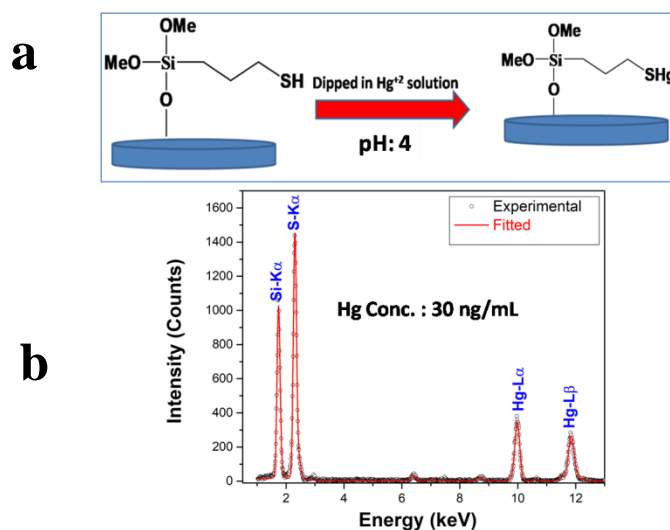 a
OMe
MeO
Si
SH
O
Dipped in Hg⁺² solution
pH: 4
OMe
MeO
Si
SHg
O
b
Intensity (Counts)
1600
1400
1200
1000
800
600
400
200
0
Si-Kα
S-Kα
Hg Conc. : 30 ng/mL
Experimental
Fitted
Hg-Lα
Hg-Lβ
2 4 6 8 10 12
Energy (keV)